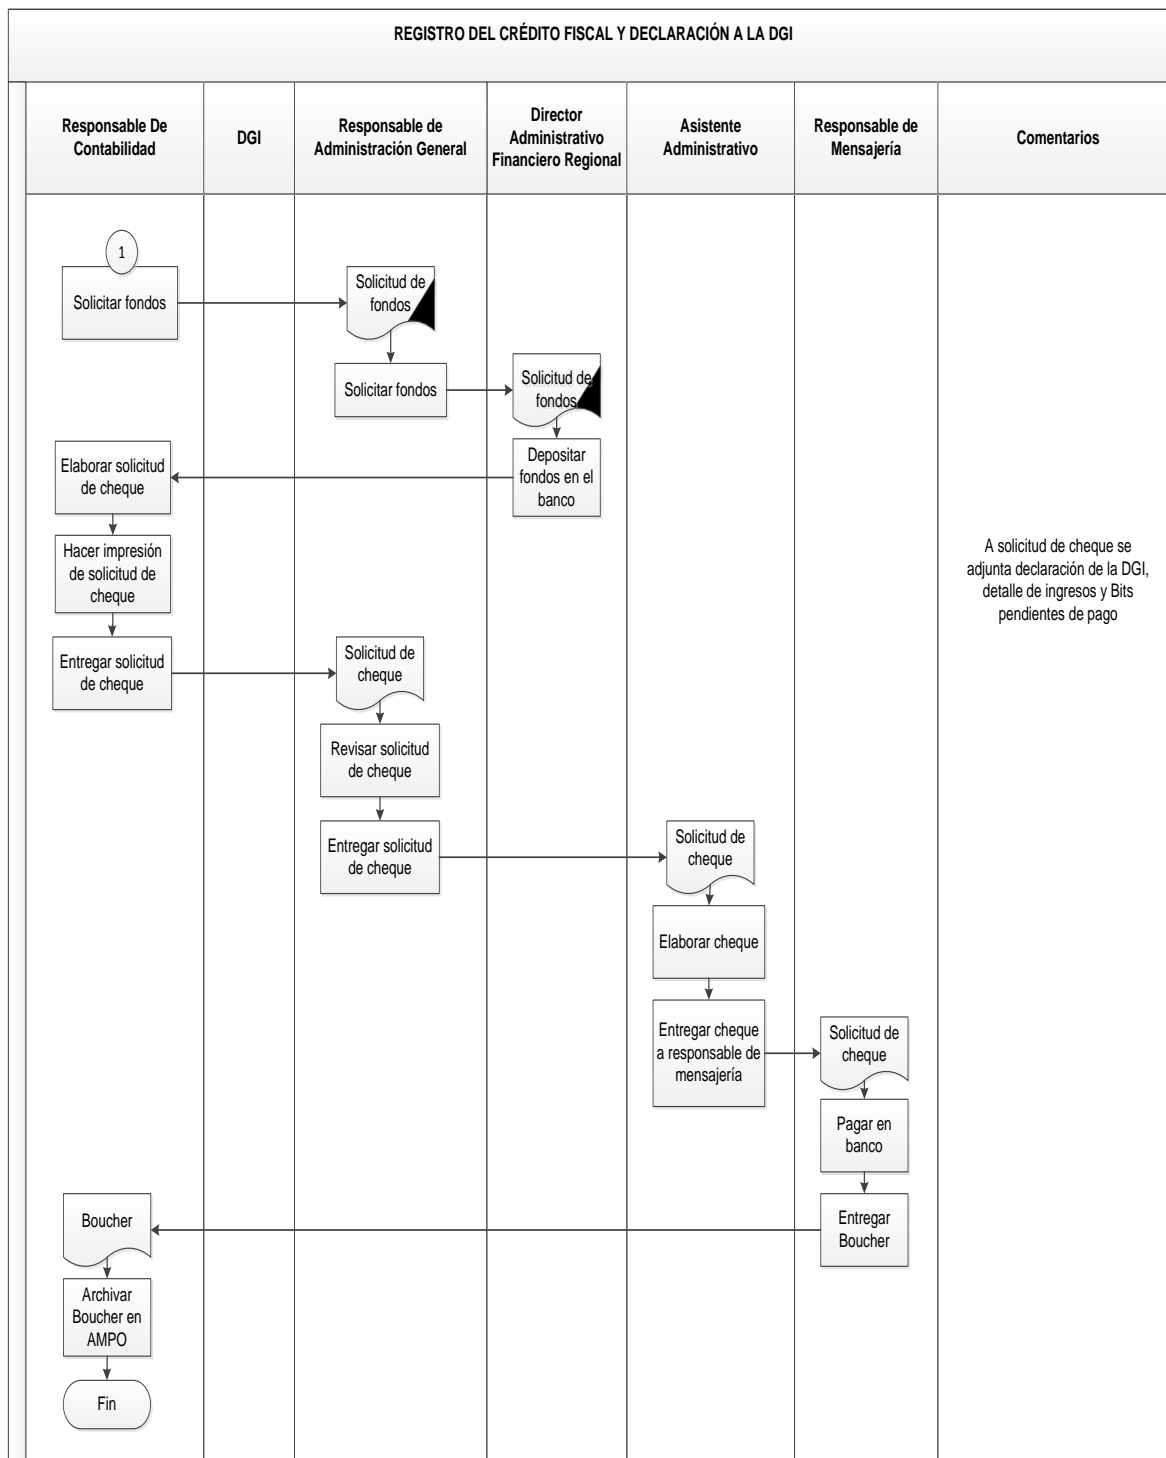 REGISTRO DEL CRÉDITO FISCAL Y DECLARACIÓN A LA DGI
Responsable De
Contabilidad
DGI
Responsable de
Administración General
Director
Administrativo
Financiero Regional
Asistente
Administrativo
Responsable de
Mensajería
Comentarios
1
Solicitar fondos
Solicitud de
fondos
Solicitar fondos
Solicitud de
fondos
Depositar
fondos en el
banco
Elaborar solicitud
de cheque
Hacer impresión
de solicitud de
cheque
A solicitud de cheque se
adjunta declaración de la DGI,
detalle de ingresos y Bits
pendientes de pago
Entregar solicitud
de cheque
Solicitud de
cheque
Revisar solicitud
de cheque
Entregar solicitud
de cheque
Solicitud de
cheque
Elaborar cheque
Entregar cheque
a responsable de
mensajería
Solicitud de
cheque
Pagar en
banco
Entregar
Boucher
Boucher
Archivar
Boucher en
AMPO
Fin